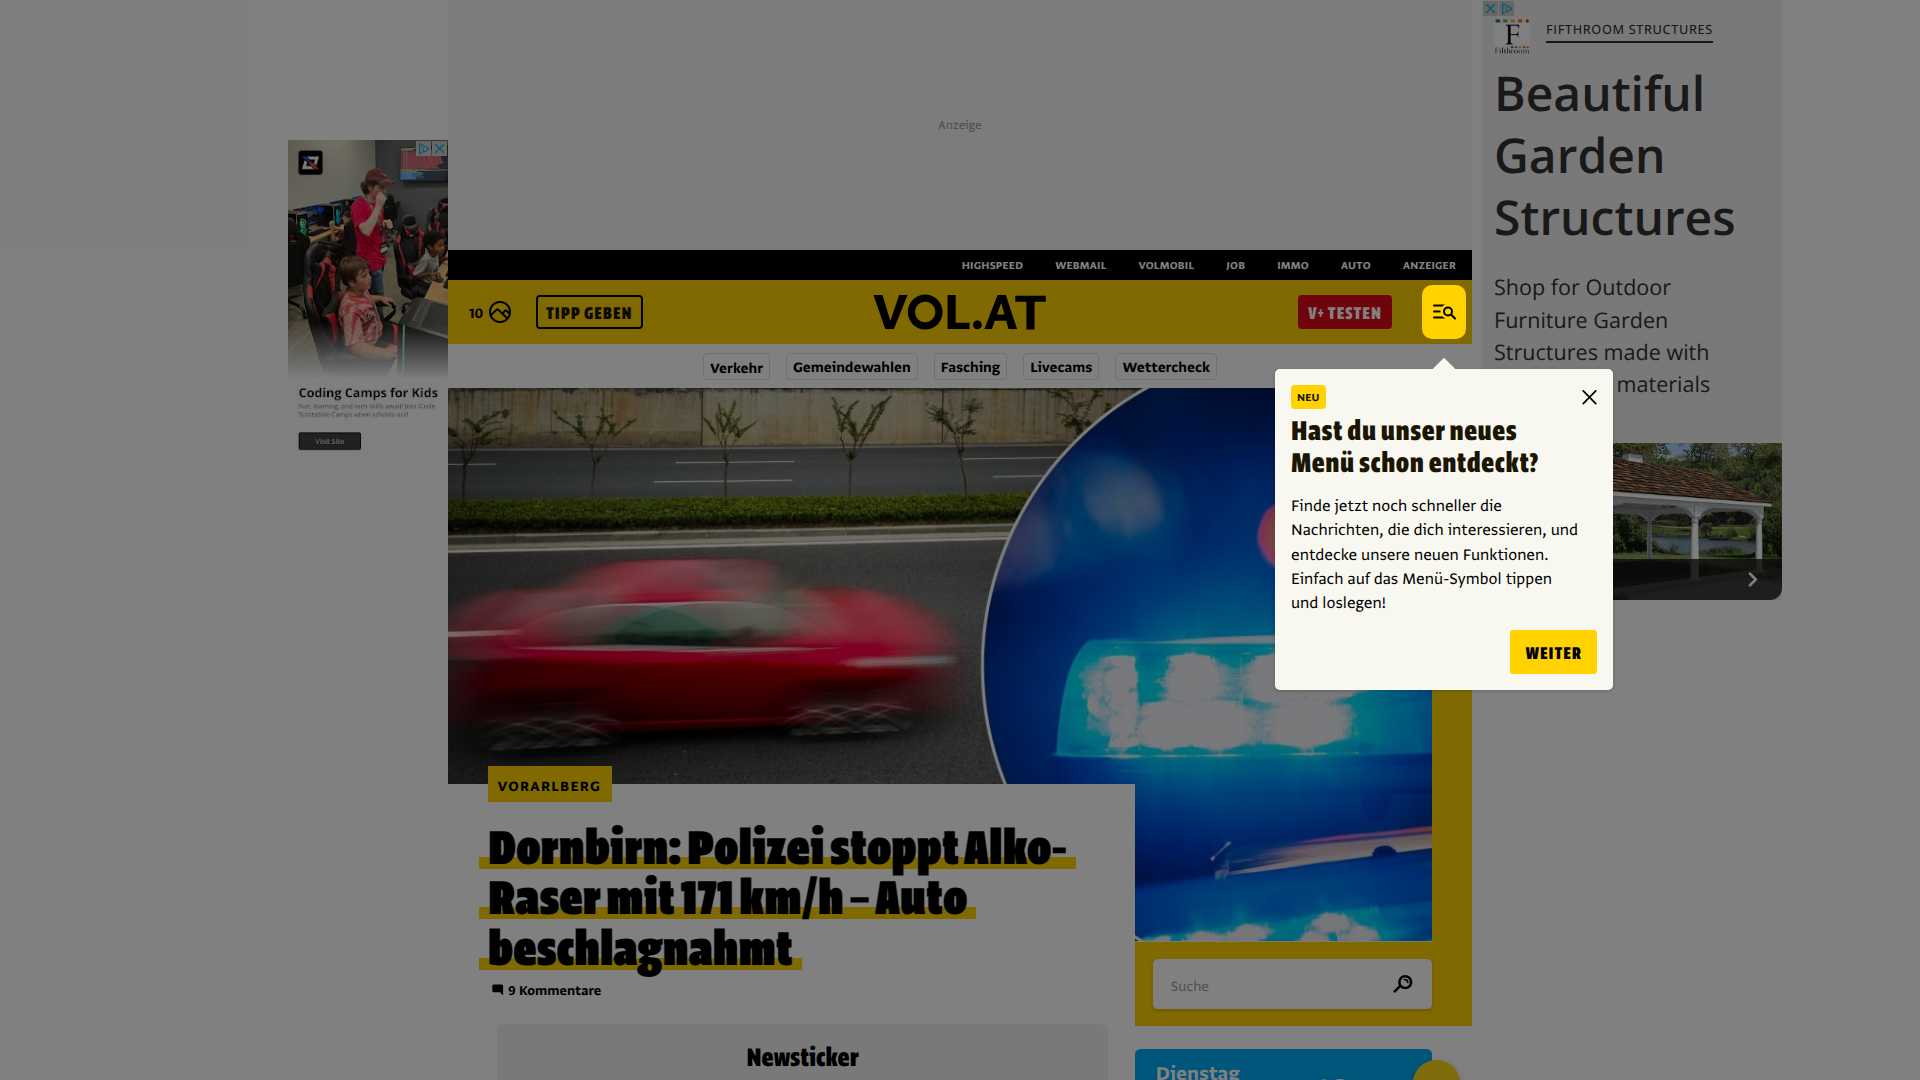 Anzeige
Coding Camps for Kids
Visit Site
HIGHSPEED
WEBMAIL
VOLMOBIL
JOB
IMMO
AUTO
ANZEIGER
10
TIPP GEBEN
VOL.AT
V+ TESTEN
Verkehr
Gemeindewahlen
Fasching
Livecams
Wettercheck
NEU
Hast du unser neues
Menü schon entdeckt?
Finde jetzt noch schneller die
Nachrichten, die dich interessieren, und
entdecke unsere neuen Funktionen.
Einfach auf das Menü-Symbol tippen
und loslegen!
WEITER
F
Fifthroom
FIFTHROOM STRUCTURES
Beautiful
Garden
Structures
Shop for Outdoor
Furniture Garden
Structures made with
materials
VORARLBERG
Dornbirn: Polizei stoppt Alko-
Raser mit 171 km/h – Auto
beschlagnahmt
9 Kommentare
Newsticker
Suche
Dienstag